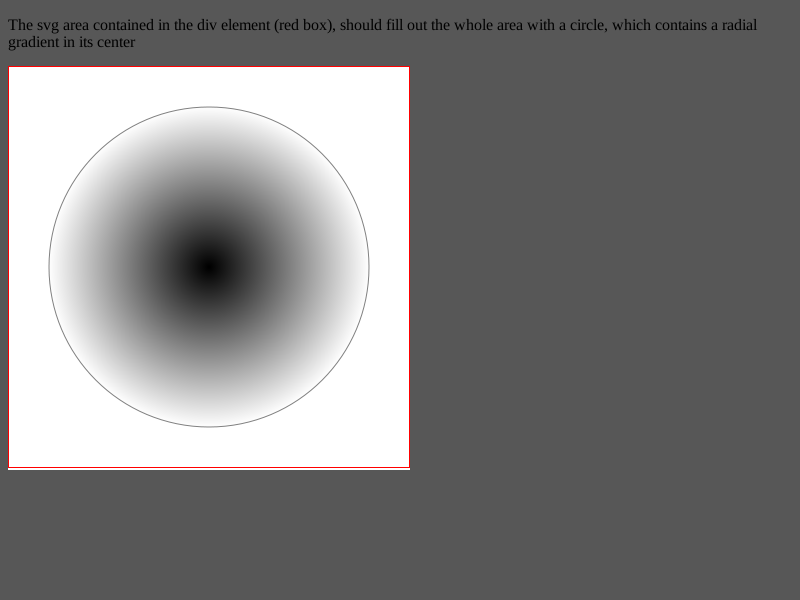 The svg area contained in the div element (red box), should fill out the whole area with a circle, which contains a radial
gradient in its center